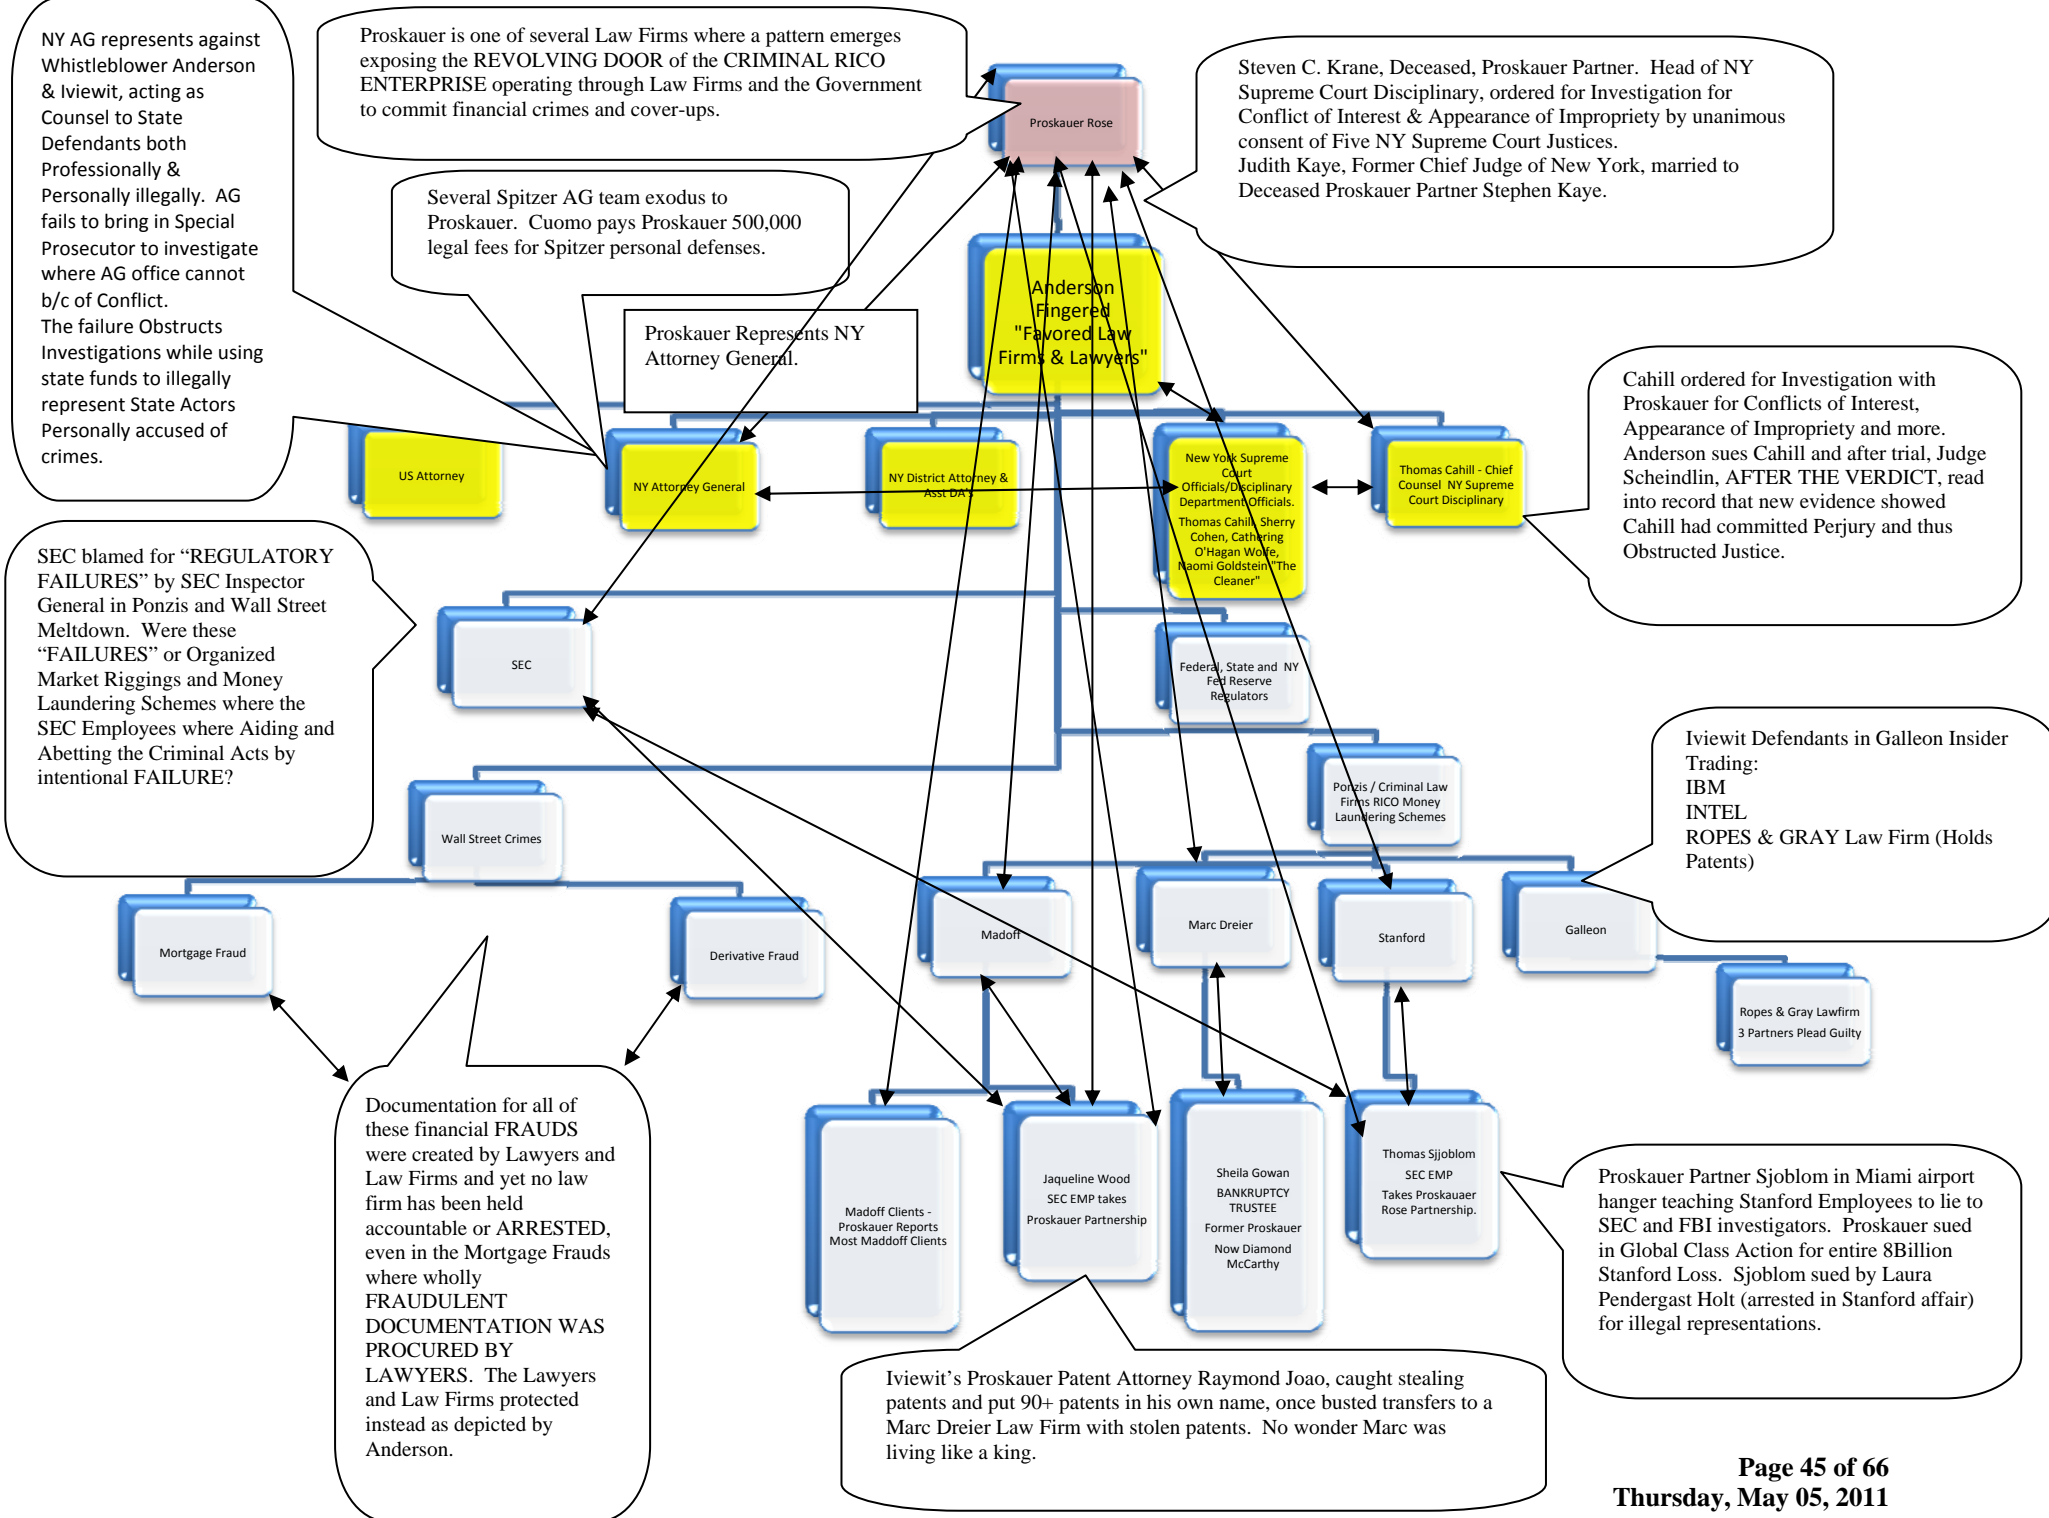 NY AG represents against
Whistleblower Anderson
& Iviewit, acting as
Counsel to State
Defendants both
Professionally &
Personally illegally.  AG
fails to bring in Special
Prosecutor to investigate
where AG office cannot
b/c of Conflict.
The failure Obstructs
Investigations while using
state funds to illegally
represent State Actors
Personally accused of
crimes.
Proskauer is one of several Law Firms where a pattern emerges
exposing the REVOLVING DOOR of the CRIMINAL RICO
ENTERPRISE operating through Law Firms and the Government
to commit financial crimes and cover-ups.
Proskauer Rose
Steven C. Krane, Deceased, Proskauer Partner.  Head of NY
Supreme Court Disciplinary, ordered for Investigation for
Conflict of Interest & Appearance of Impropriety by unanimous
consent of Five NY Supreme Court Justices.
Judith Kaye, Former Chief Judge of New York, married to
Deceased Proskauer Partner Stephen Kaye.
Several Spitzer AG team exodus to
Proskauer.  Cuomo pays Proskauer 500,000
legal fees for Spitzer personal defenses.
Proskauer Represents NY
Attorney General.
Anderson
Fingered
"Favored Law
Firms & Lawyers"
Cahill ordered for Investigation with
Proskauer for Conflicts of Interest,
Appearance of Impropriety and more.
Anderson sues Cahill and after trial, Judge
Scheindlin, AFTER THE VERDICT, read
into record that new evidence showed
Cahill had committed Perjury and thus
Obstructed Justice.
US Attorney
NY Attorney General
NY District Attorney &
Asst DA's
New York Supreme
Court
Officials/Disciplinary
Department Officials.
Thomas Cahill, Sherry
Cohen, Cathering
O'Hagan Wolfe,
Naomi Goldstein "The
Cleaner"
Thomas Cahill - Chief
Counsel  NY Supreme
Court Disciplinary
SEC blamed for “REGULATORY
FAILURES” by SEC Inspector
General in Ponzis and Wall Street
Meltdown.  Were these
“FAILURES” or Organized
Market Riggings and Money
Laundering Schemes where the
SEC Employees where Aiding and
Abetting the Criminal Acts by
intentional FAILURE?
SEC
Federal, State and  NY
Fed Reserve
Regulators
Iviewit Defendants in Galleon Insider
Trading:
IBM
INTEL
ROPES & GRAY Law Firm (Holds
Patents)
Wall Street Crimes
Ponzis / Criminal Law
Firms RICO Money
Laundering Schemes
Mortgage Fraud
Derivative Fraud
Madoff
Marc Dreier
Stanford
Galleon
Ropes & Gray Lawfirm
3 Partners Plead Guilty
Documentation for all of
these financial FRAUDS
were created by Lawyers and
Law Firms and yet no law
firm has been held
accountable or ARRESTED,
even in the Mortgage Frauds
where wholly
FRAUDULENT
DOCUMENTATION WAS
PROCURED BY
LAWYERS.  The Lawyers
and Law Firms protected
instead as depicted by
Anderson.
Madoff Clients -
Proskauer Reports
Most Maddoff Clients
Jaqueline Wood
SEC EMP takes
Proskauer Partnership
Sheila Gowan
BANKRUPTCY
TRUSTEE
Former Proskauer
Now Diamond
McCarthy
Thomas Sjjoblom
SEC EMP
Takes Proskauaer
Rose Partnership.
Proskauer Partner Sjoblom in Miami airport
hanger teaching Stanford Employees to lie to
SEC and FBI investigators.  Proskauer sued
in Global Class Action for entire 8Billion
Stanford Loss.  Sjoblom sued by Laura
Pendergast Holt (arrested in Stanford affair)
for illegal representations.
Iviewit’s Proskauer Patent Attorney Raymond Joao, caught stealing
patents and put 90+ patents in his own name, once busted transfers to a
Marc Dreier Law Firm with stolen patents.  No wonder Marc was
living like a king.
Page 45 of 66
Thursday, May 05, 2011